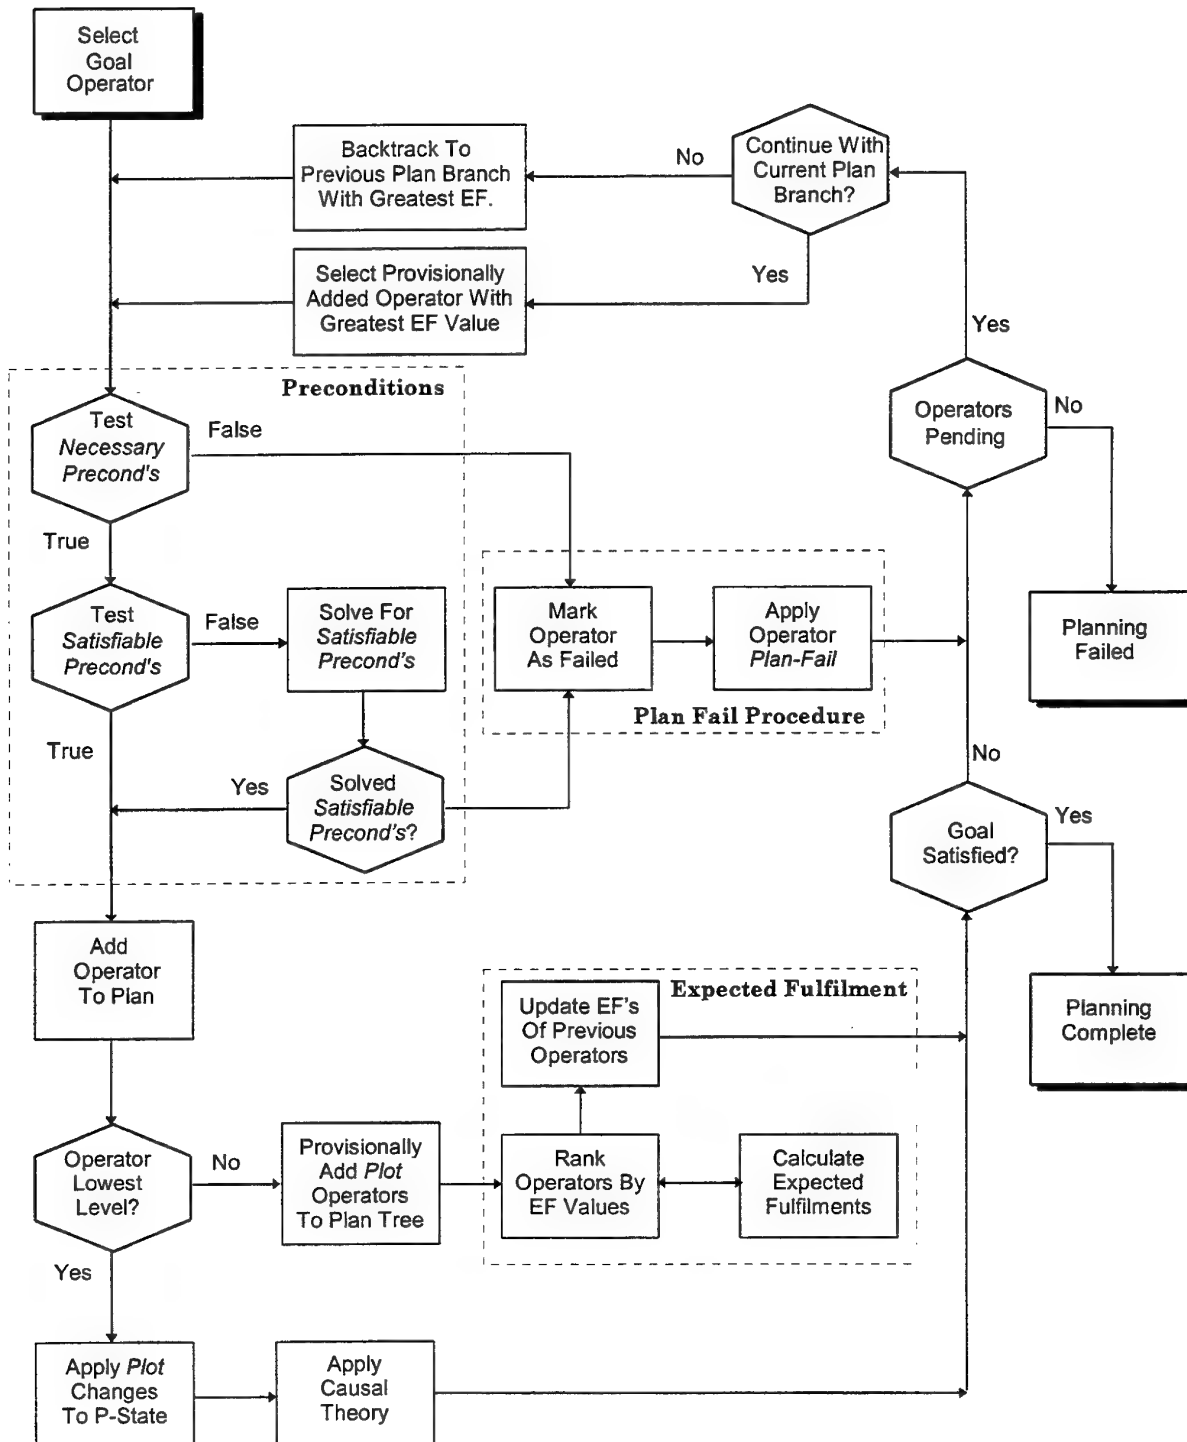 Select
Goal
Operator
Backtrack To
Previous Plan Branch
With Greatest EF.
No
Continue With
Current Plan
Branch?
Select Provisionally
Added Operator With
Greatest EF Value
Yes
Yes
Preconditions
Test
Necessary
Precond's
False
Operators
Pending
No
True
Test
Satisfiable
Precond's
False
Solve For
Satisfiable
Precond's
Mark
Operator
As Failed
Apply
Operator
Plan-Fail
Planning
Failed
Plan Fail Procedure
True
Yes
Solved
Satisfiable
Precond's?
No
Goal
Satisfied?
Yes
Add
Operator
To Plan
Expected Fulfilment
Update EF's
Of Previous
Operators
Planning
Complete
Operator
Lowest
Level?
No
Provisionally
Add Plot
Operators
To Plan Tree
Rank
Operators By
EF Values
Calculate
Expected
Fulfilments
Yes
Apply Plot
Changes
To P-State
Apply
Causal
Theory